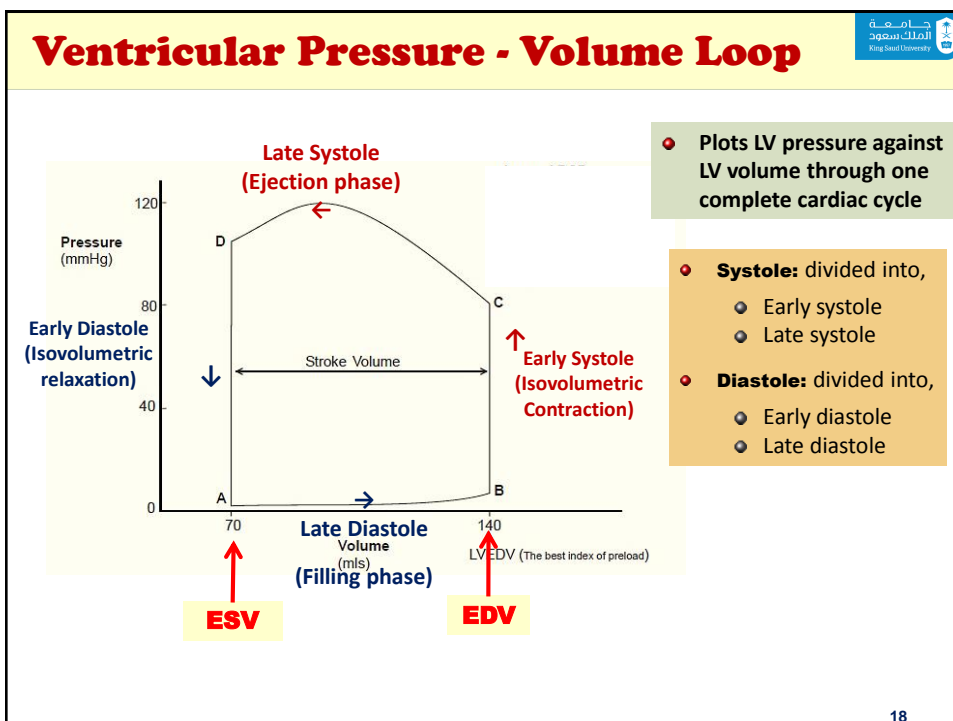 Ventricular Pressure - Volume Loop
جامعة
الملك سعود
King Saud University
Late Systole
(Ejection phase)
120
D
Pressure
(mmHg)
80
C
Early Diastole
(Isovolumetric
relaxation)
Stroke Volume
Early Systole
(Isovolumetric
Contraction)
40
A
B
0
70
140
Late Diastole
Volume
(mls)
(Filling phase)
LVEDV (The best index of preload)
ESV
EDV
Plots LV pressure against
LV volume through one
complete cardiac cycle
Systole: divided into,
Early systole
Late systole
Diastole: divided into,
Early diastole
Late diastole
18